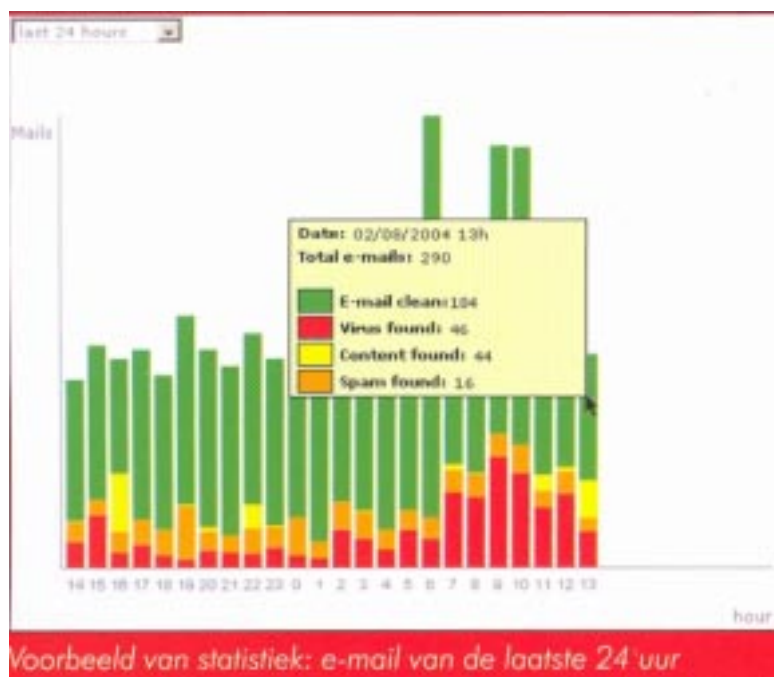 last 24 hours
Mails
Date: 02/08/2004 13h
Total e-mails: 290
E-mail clean: 184
Virus found: 46
Content found: 44
Spam found: 16
14 15 16 17 18 19 20 21 22 23 0 1 2 3 4 5 6 7 8 9 10 11 12 13
hour
Voorbeeld van statistiek: e-mail van de laatste 24 uur